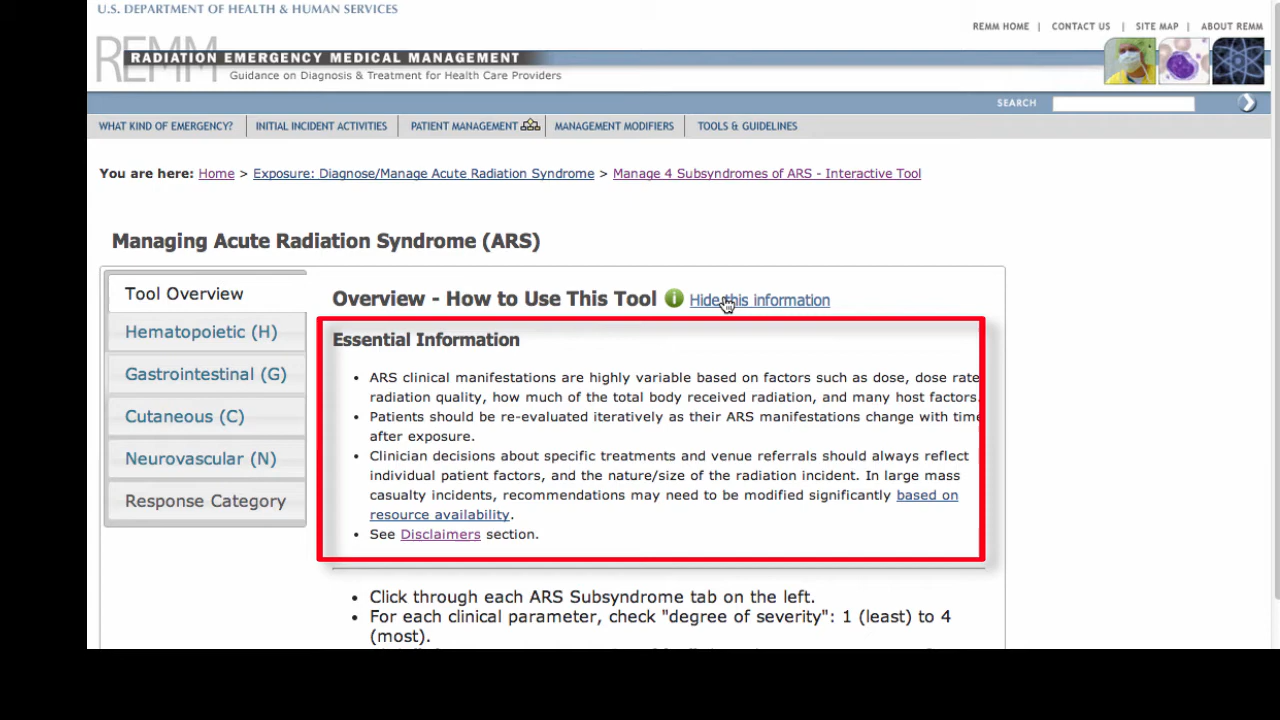 U.S. DEPARTMENT OF HEALTH & HUMAN SERVICES
REMM HOME | CONTACT US | SITE MAP | ABOUT REMM
REMM
RADIATION EMERGENCY MEDICAL MANAGEMENT
Guidance on Diagnosis & Treatment for Health Care Providers
SEARCH
WHAT KIND OF EMERGENCY? INITIAL INCIDENT ACTIVITIES PATIENT MANAGEMENT MANAGEMENT MODIFIERS TOOLS & GUIDELINES
You are here: Home > Exposure: Diagnose/Manage Acute Radiation Syndrome > Manage 4 Subsyndromes of ARS - Interactive Tool
Managing Acute Radiation Syndrome (ARS)
Tool Overview
Hematopoietic (H)
Gastrointestinal (G)
Cutaneous (C)
Neurovascular (N)
Response Category
Overview - How to Use This Tool i Hide this information
Essential Information
• ARS clinical manifestations are highly variable based on factors such as dose, dose rate
radiation quality, how much of the total body received radiation, and many host factors.
• Patients should be re-evaluated iteratively as their ARS manifestations change with time
after exposure.
• Clinician decisions about specific treatments and venue referrals should always reflect
individual patient factors, and the nature/size of the radiation incident. In large mass
casualty incidents, recommendations may need to be modified significantly based on
resource availability.
• See Disclaimers section.
• Click through each ARS Subsyndrome tab on the left.
• For each clinical parameter, check "degree of severity": 1 (least) to 4
(most).